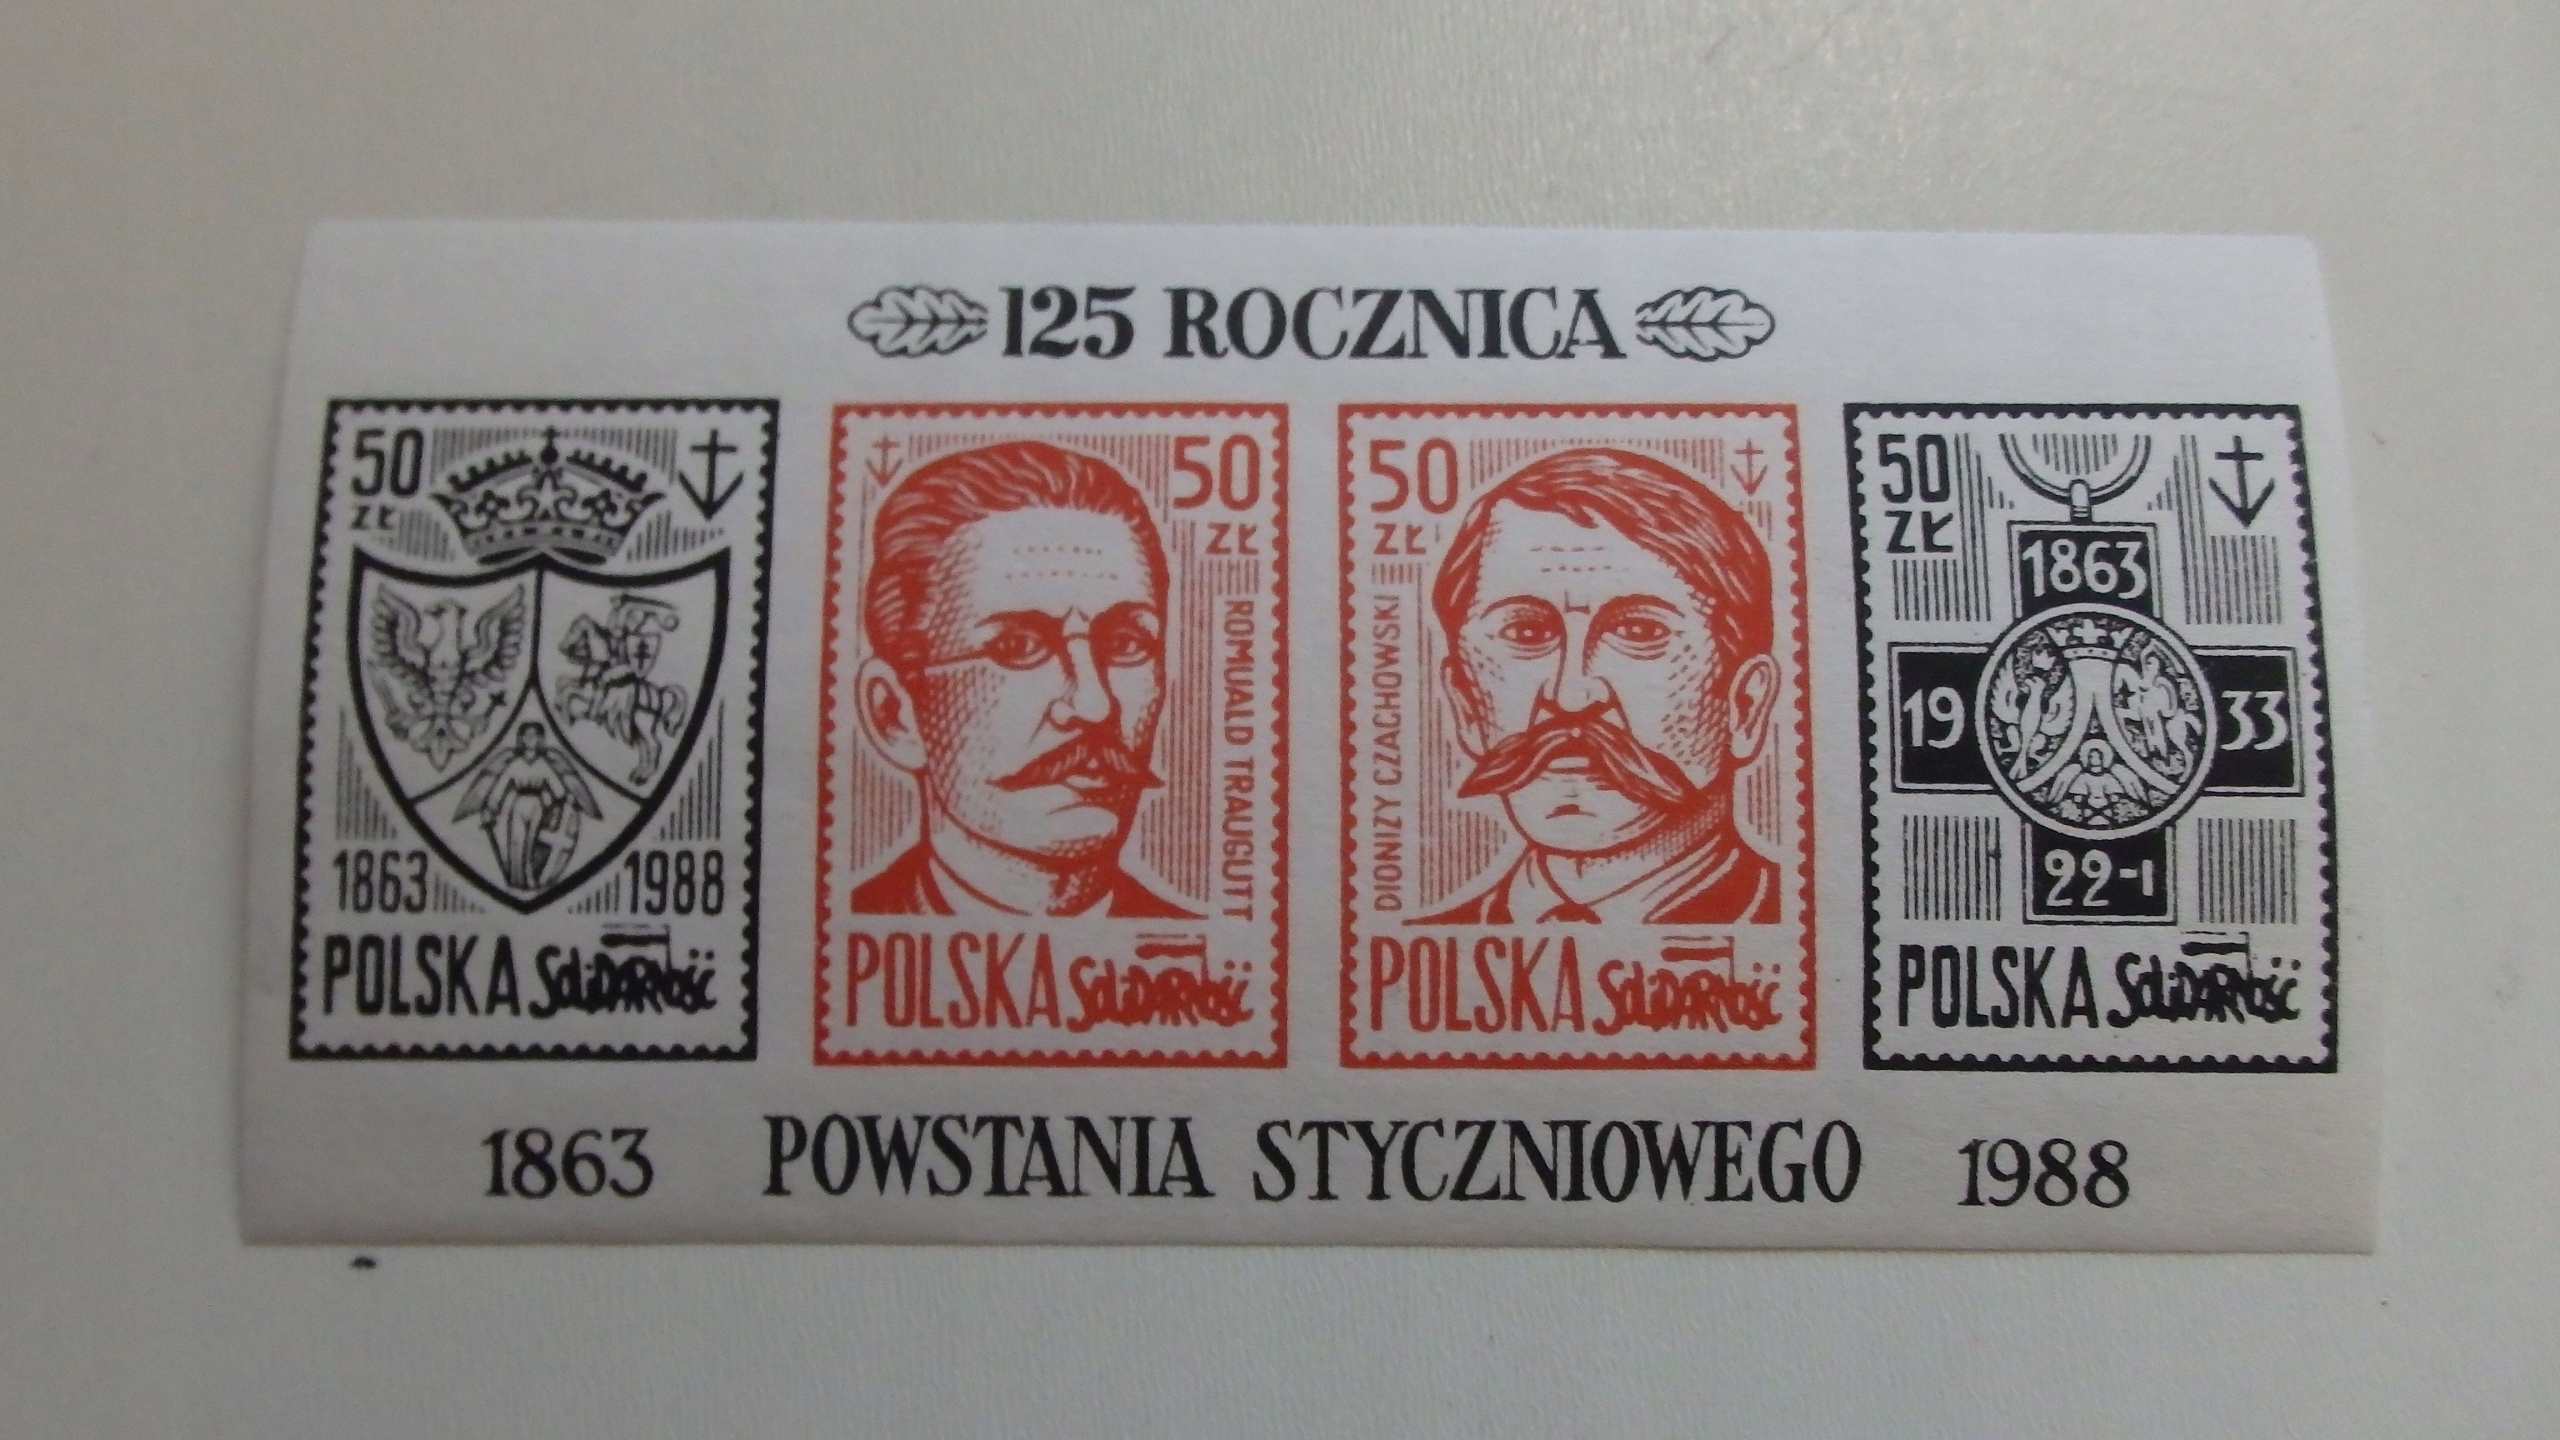 125 ROCZNICA
50
ZŁ
1863 1988
POLSKA SOLiDARNOŚĆ
50
ZŁ
ROMUALD TRAUGUTT
POLSKA SOLiDARNOŚĆ
50
ZŁ
DIONIZY CZACHOWSKI
POLSKA SOLiDARNOŚĆ
50
ZŁ
1863
19 33
22-I
POLSKA SOLiDARNOŚĆ
1863 POWSTANIA STYCZNIOWEGO 1988